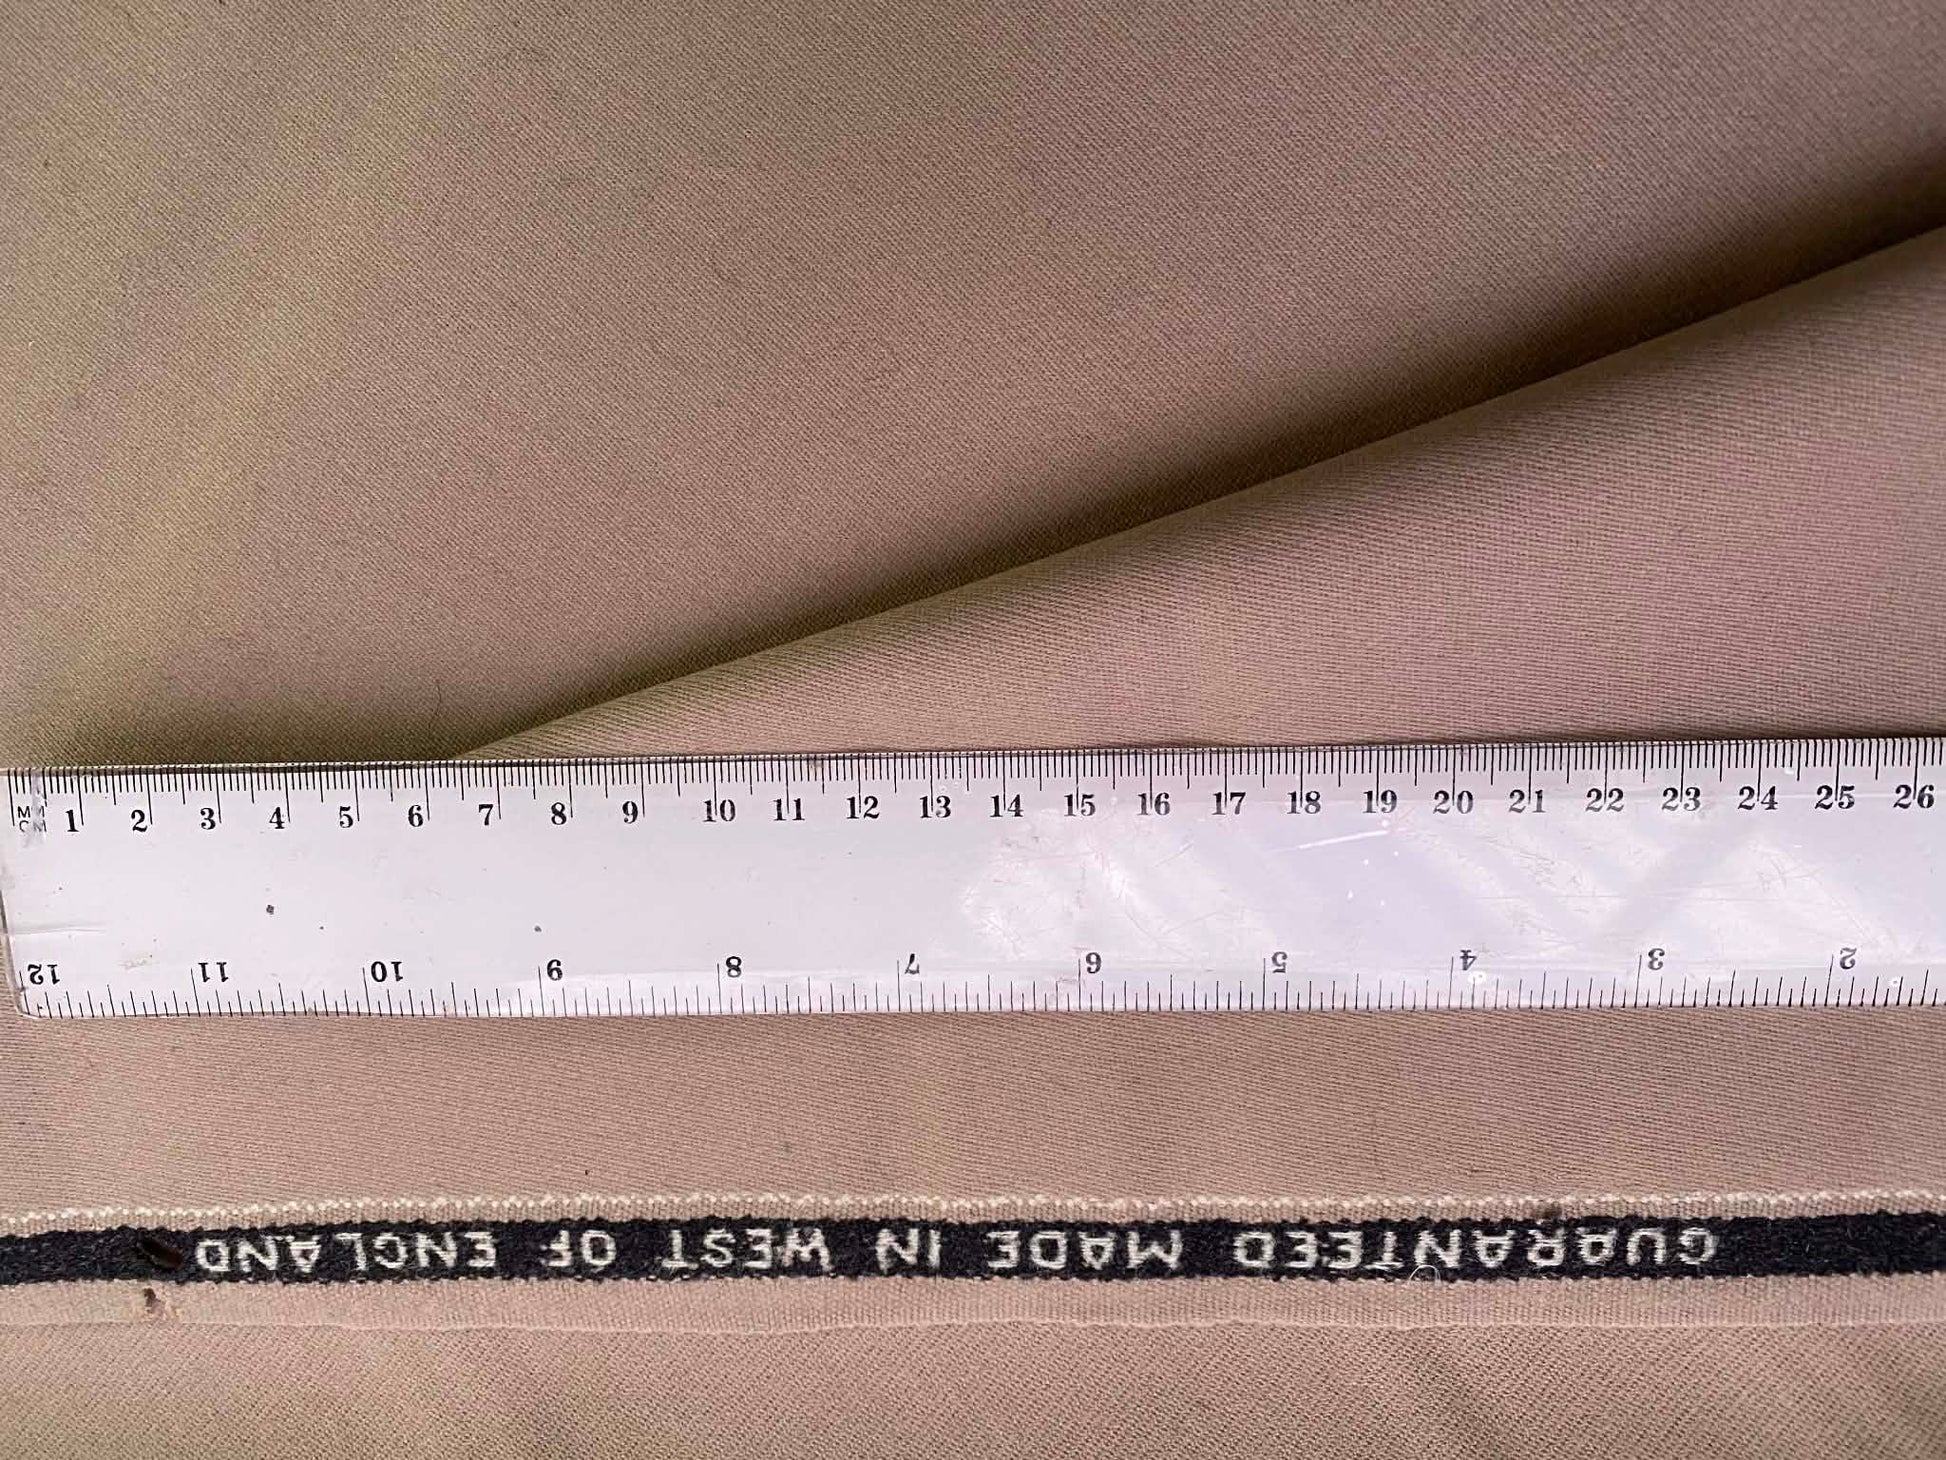 MM
CM
1 2 3 4 5 6 7 8 9 10 11 12 13 14 15 16 17 18 19 20 21 22 23 24 25 26
12 11 10 9 8 7 6 5 4 3 2
GUARANTEED MADE IN WEST OF ENGLAND